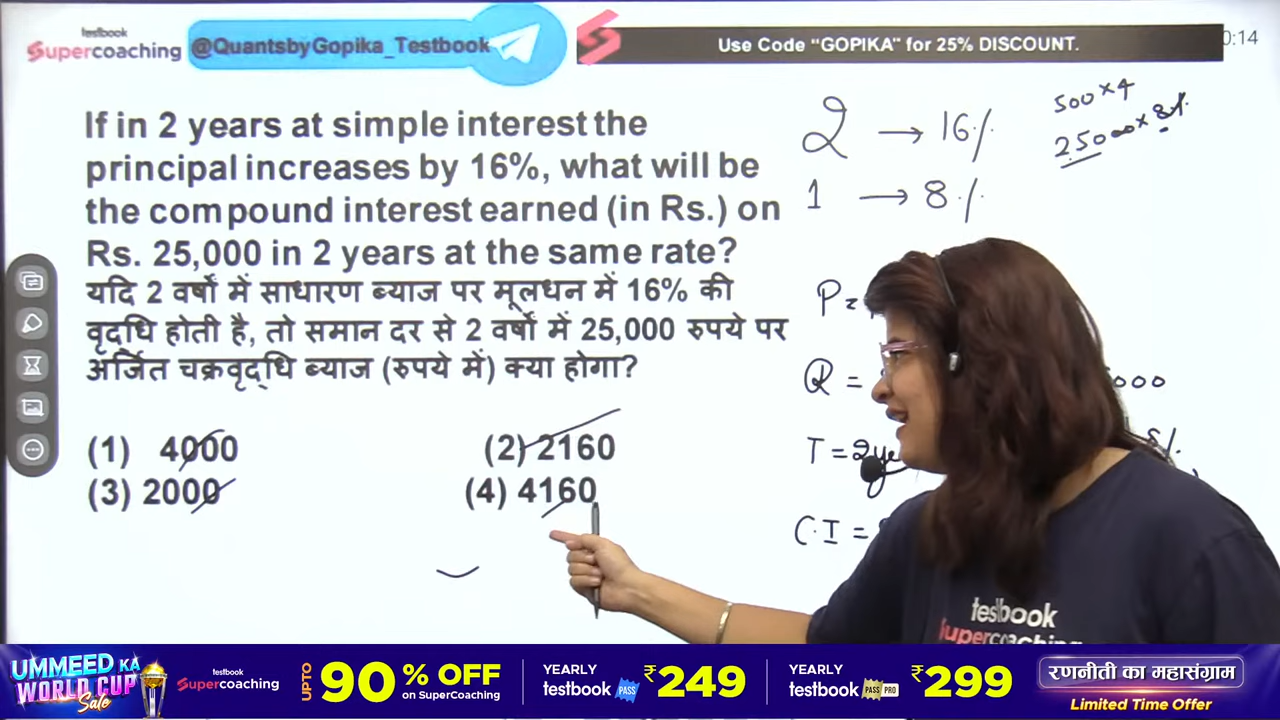 testbook
Supercoaching
@QuantsbyGopika_Testbook
Use Code "GOPIKA" for 25% DISCOUNT.
0:14
If in 2 years at simple interest the
principal increases by 16%, what will be
the compound interest earned (in Rs.) on
Rs. 25,000 in 2 years at the same rate?
यदि 2 वर्षों में साधारण ब्याज पर मूलधन में 16% की
वृद्धि होती है, तो समान दर से 2 वर्षों में 25,000 रुपये पर
अर्जित चक्रवृद्धि ब्याज (रुपये में) क्या होगा?
(1) 4000
(2) 2160
(3) 2000
(4) 4160
2 → 16%
1 → 8%
500×4
25000×8%
P=
R =
000
T = 2ye
8%
C.I =
testbook
supercoaching
UMMEED KA
WORLD CUP
Sale
testbook
Supercoaching
UPTO 90% OFF
on SuperCoaching
YEARLY
testbook PASS
₹249
YEARLY
testbook PASS PRO
₹299
रणनीती का महासंग्राम
Limited Time Offer